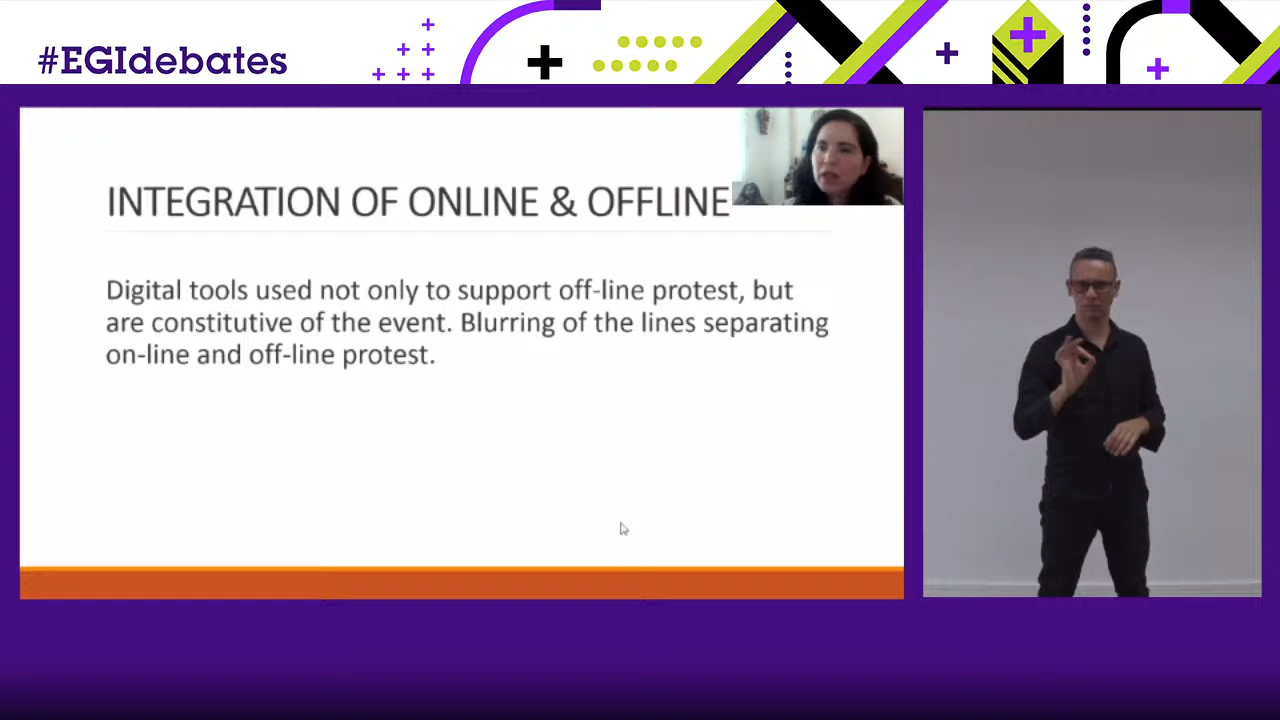 #EGIdebates
INTEGRATION OF ONLINE & OFFLINE
Digital tools used not only to support off-line protest, but
are constitutive of the event. Blurring of the lines separating
on-line and off-line protest.